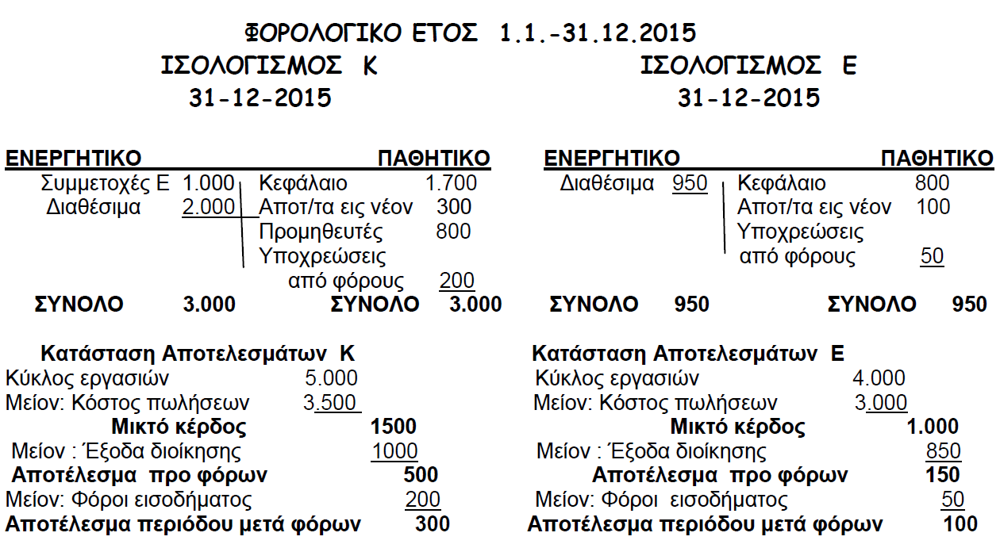 ΦΟΡΟΛΟΓΙΚΟ ΕΤΟΣ 1.1.-31.12.2015
ΙΣΟΛΟΓΙΣΜΟΣ Κ
31-12-2015
ΕΝΕΡΓΗΤΙΚΟ ΠΑΘΗΤΙΚΟ
Συμμετοχές Ε 1.000 Κεφάλαιο 1.700
Διαθέσιμα 2.000 Αποτ/τα εις νέον 300
Προμηθευτές 800
Υποχρεώσεις
από φόρους 200
ΣΥΝΟΛΟ 3.000 ΣΥΝΟΛΟ 3.000
Κατάσταση Αποτελεσμάτων Κ
Κύκλος εργασιών 5.000
Μείον: Κόστος πωλήσεων 3.500
Μικτό κέρδος 1500
Μείον : Έξοδα διοίκησης 1000
Αποτέλεσμα προ φόρων 500
Μείον: Φόροι εισοδήματος 200
Αποτέλεσμα περιόδου μετά φόρων 300
ΙΣΟΛΟΓΙΣΜΟΣ Ε
31-12-2015
ΕΝΕΡΓΗΤΙΚΟ ΠΑΘΗΤΙΚΟ
Διαθέσιμα 950 Κεφάλαιο 800
Αποτ/τα εις νέον 100
Υποχρεώσεις
από φόρους 50
ΣΥΝΟΛΟ 950 ΣΥΝΟΛΟ 950
Κατάσταση Αποτελεσμάτων Ε
Κύκλος εργασιών 4.000
Μείον: Κόστος πωλήσεων 3.000
Μικτό κέρδος 1.000
Μείον : Έξοδα διοίκησης 850
Αποτέλεσμα προ φόρων 150
Μείον: Φόροι εισοδήματος 50
Αποτέλεσμα περιόδου μετά φόρων 100